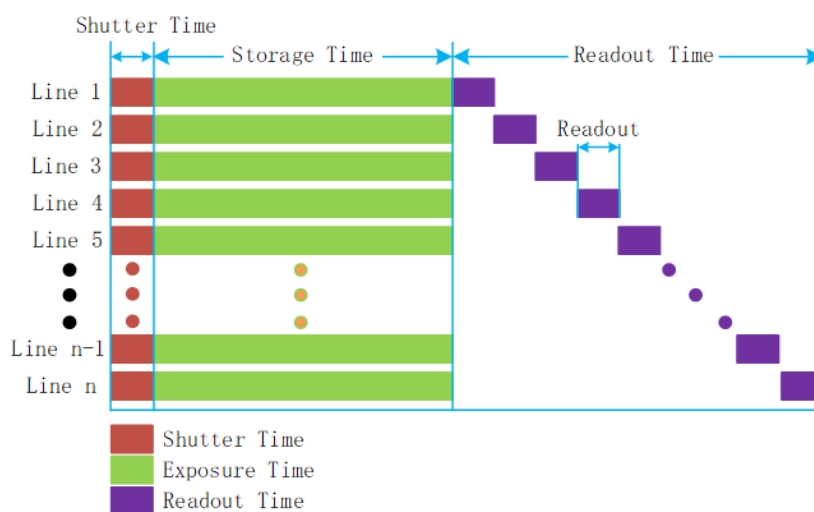 Shutter Time
Storage Time
Readout Time
Line 1
Line 2
Readout
Line 3
Line 4
Line 5
Line n-1
Line n
Shutter Time
Exposure Time
Readout Time